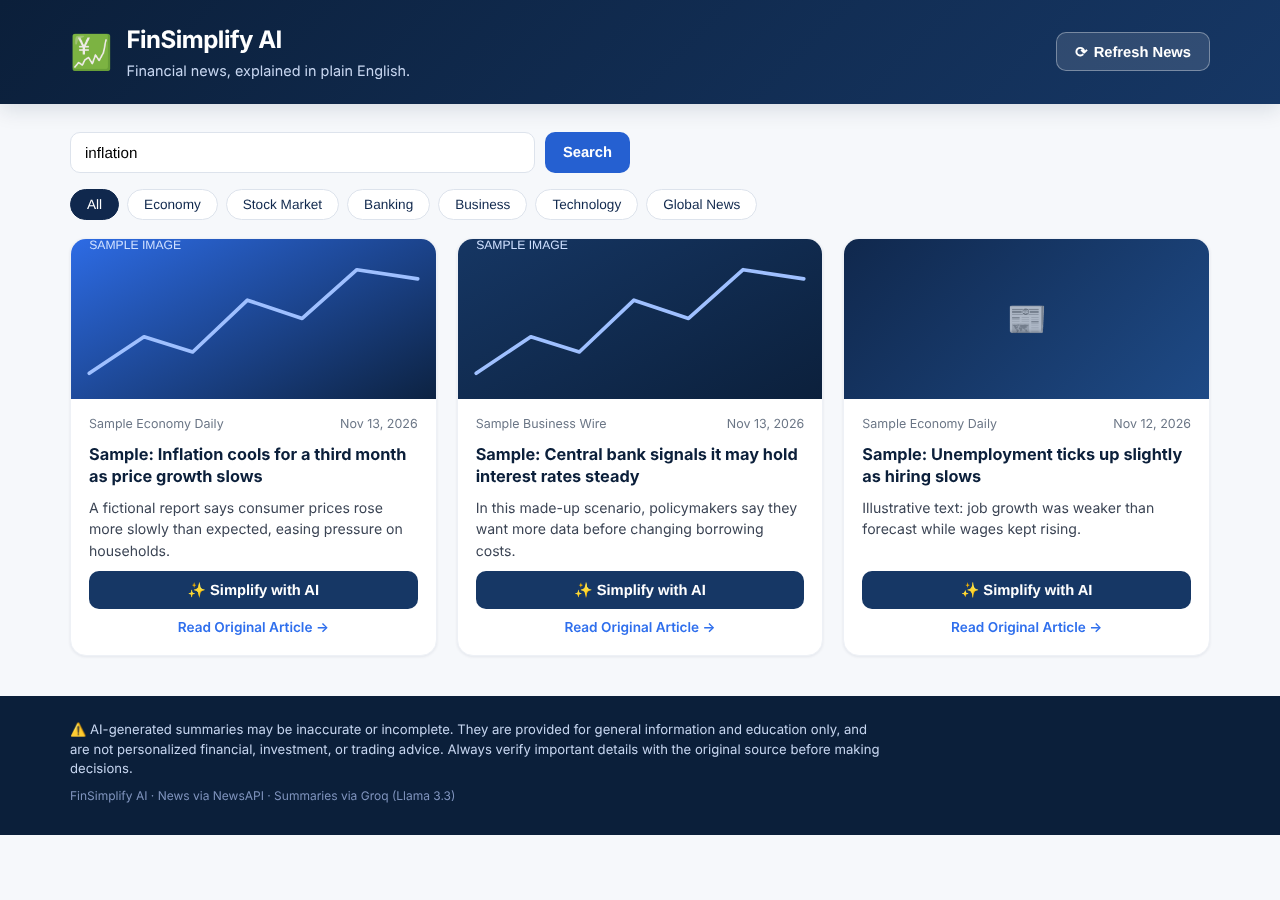 FinSimplify AI
Financial news, explained in plain English.
⟳ Refresh News
inflation
Search
All
Economy
Stock Market
Banking
Business
Technology
Global News
SAMPLE IMAGE
Sample Economy Daily
Nov 13, 2026
Sample: Inflation cools for a third month
as price growth slows
A fictional report says consumer prices rose
more slowly than expected, easing pressure on
households.
✨ Simplify with AI
Read Original Article →
SAMPLE IMAGE
Sample Business Wire
Nov 13, 2026
Sample: Central bank signals it may hold
interest rates steady
In this made-up scenario, policymakers say they
want more data before changing borrowing
costs.
✨ Simplify with AI
Read Original Article →
Sample Economy Daily
Nov 12, 2026
Sample: Unemployment ticks up slightly
as hiring slows
Illustrative text: job growth was weaker than
forecast while wages kept rising.
✨ Simplify with AI
Read Original Article →
⚠️ AI-generated summaries may be inaccurate or incomplete. They are provided for general information and education only, and
are not personalized financial, investment, or trading advice. Always verify important details with the original source before making
decisions.
FinSimplify AI · News via NewsAPI · Summaries via Groq (Llama 3.3)